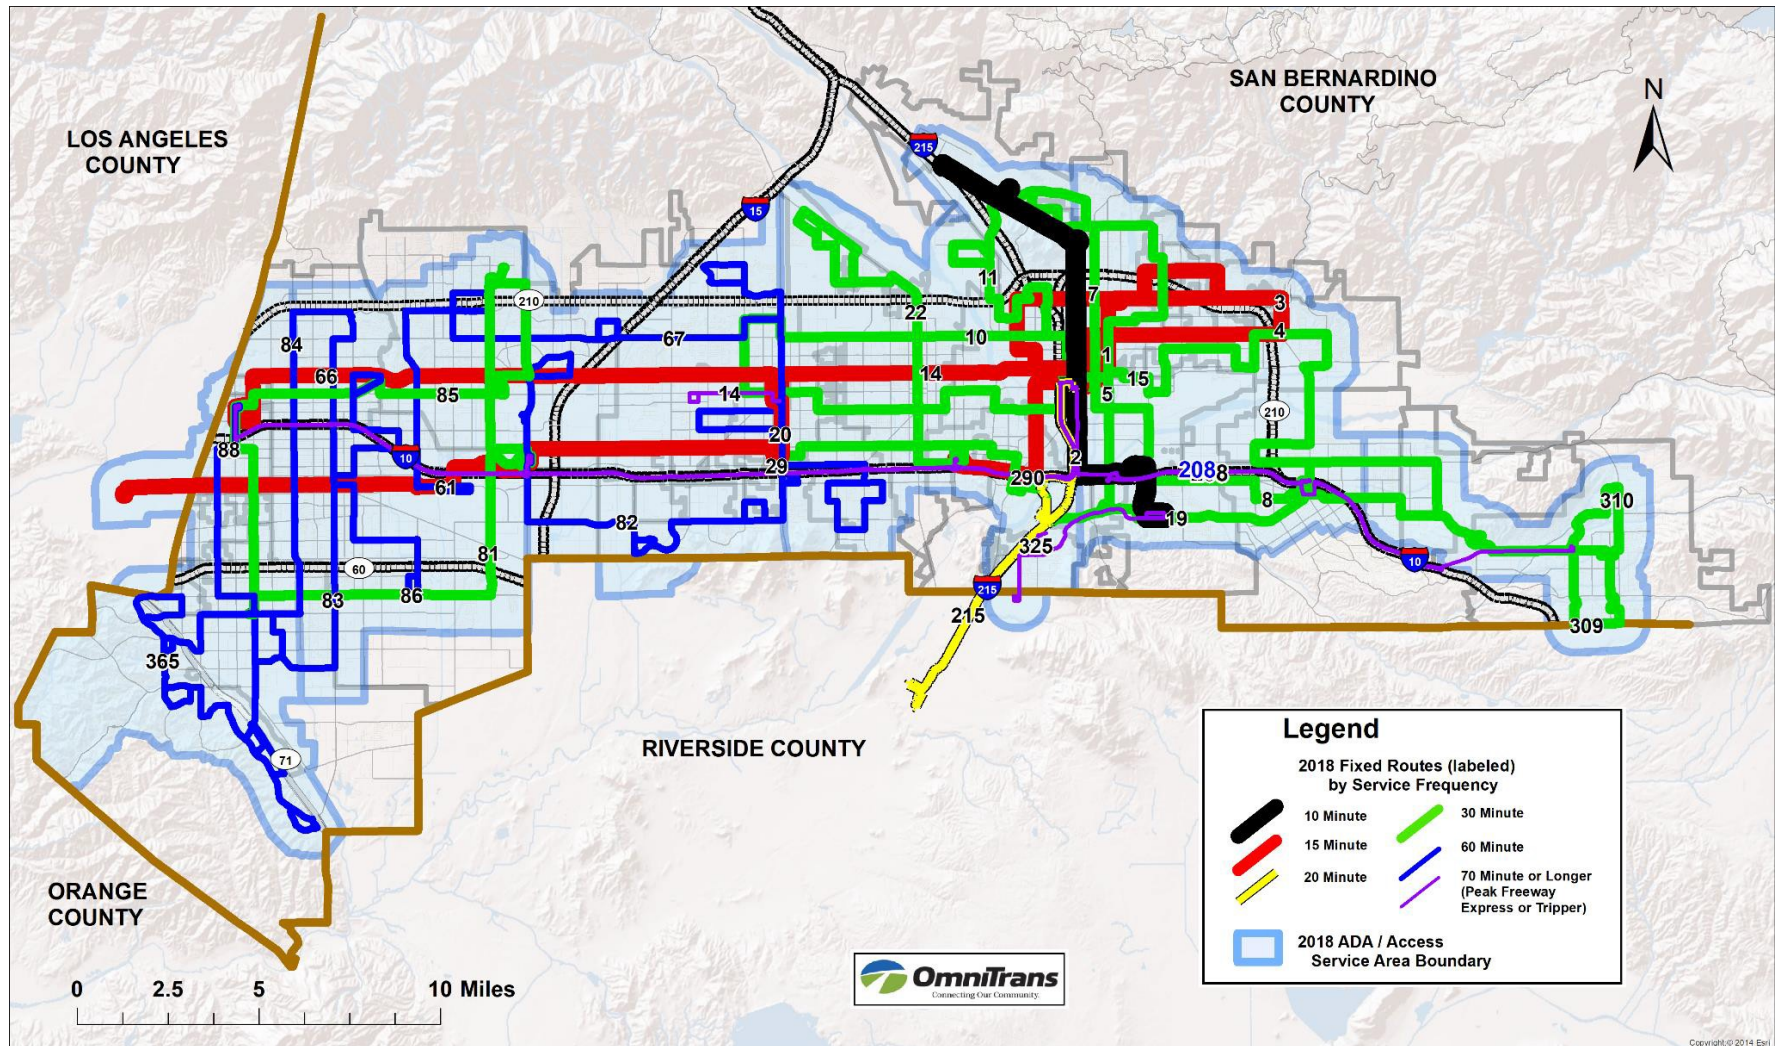 SAN BERNARDINO
COUNTY
N
LOS ANGELES
COUNTY
215
15
210
11
7
3
22
4
10
67
84
1
66
14
15
85
5
14
210
20
88
2
10
29
208
8
290
61
8
310
19
82
325
81
10
60
215
83
86
215
309
365
RIVERSIDE COUNTY
71
ORANGE
COUNTY
Legend
2018 Fixed Routes (labeled)
by Service Frequency
10 Minute
15 Minute
20 Minute
30 Minute
60 Minute
70 Minute or Longer
(Peak Freeway
Express or Tripper)
2018 ADA / Access
Service Area Boundary
0 2.5 5 10 Miles
OmniTrans
Connecting Our Community.
Copyright:© 2014 Esri